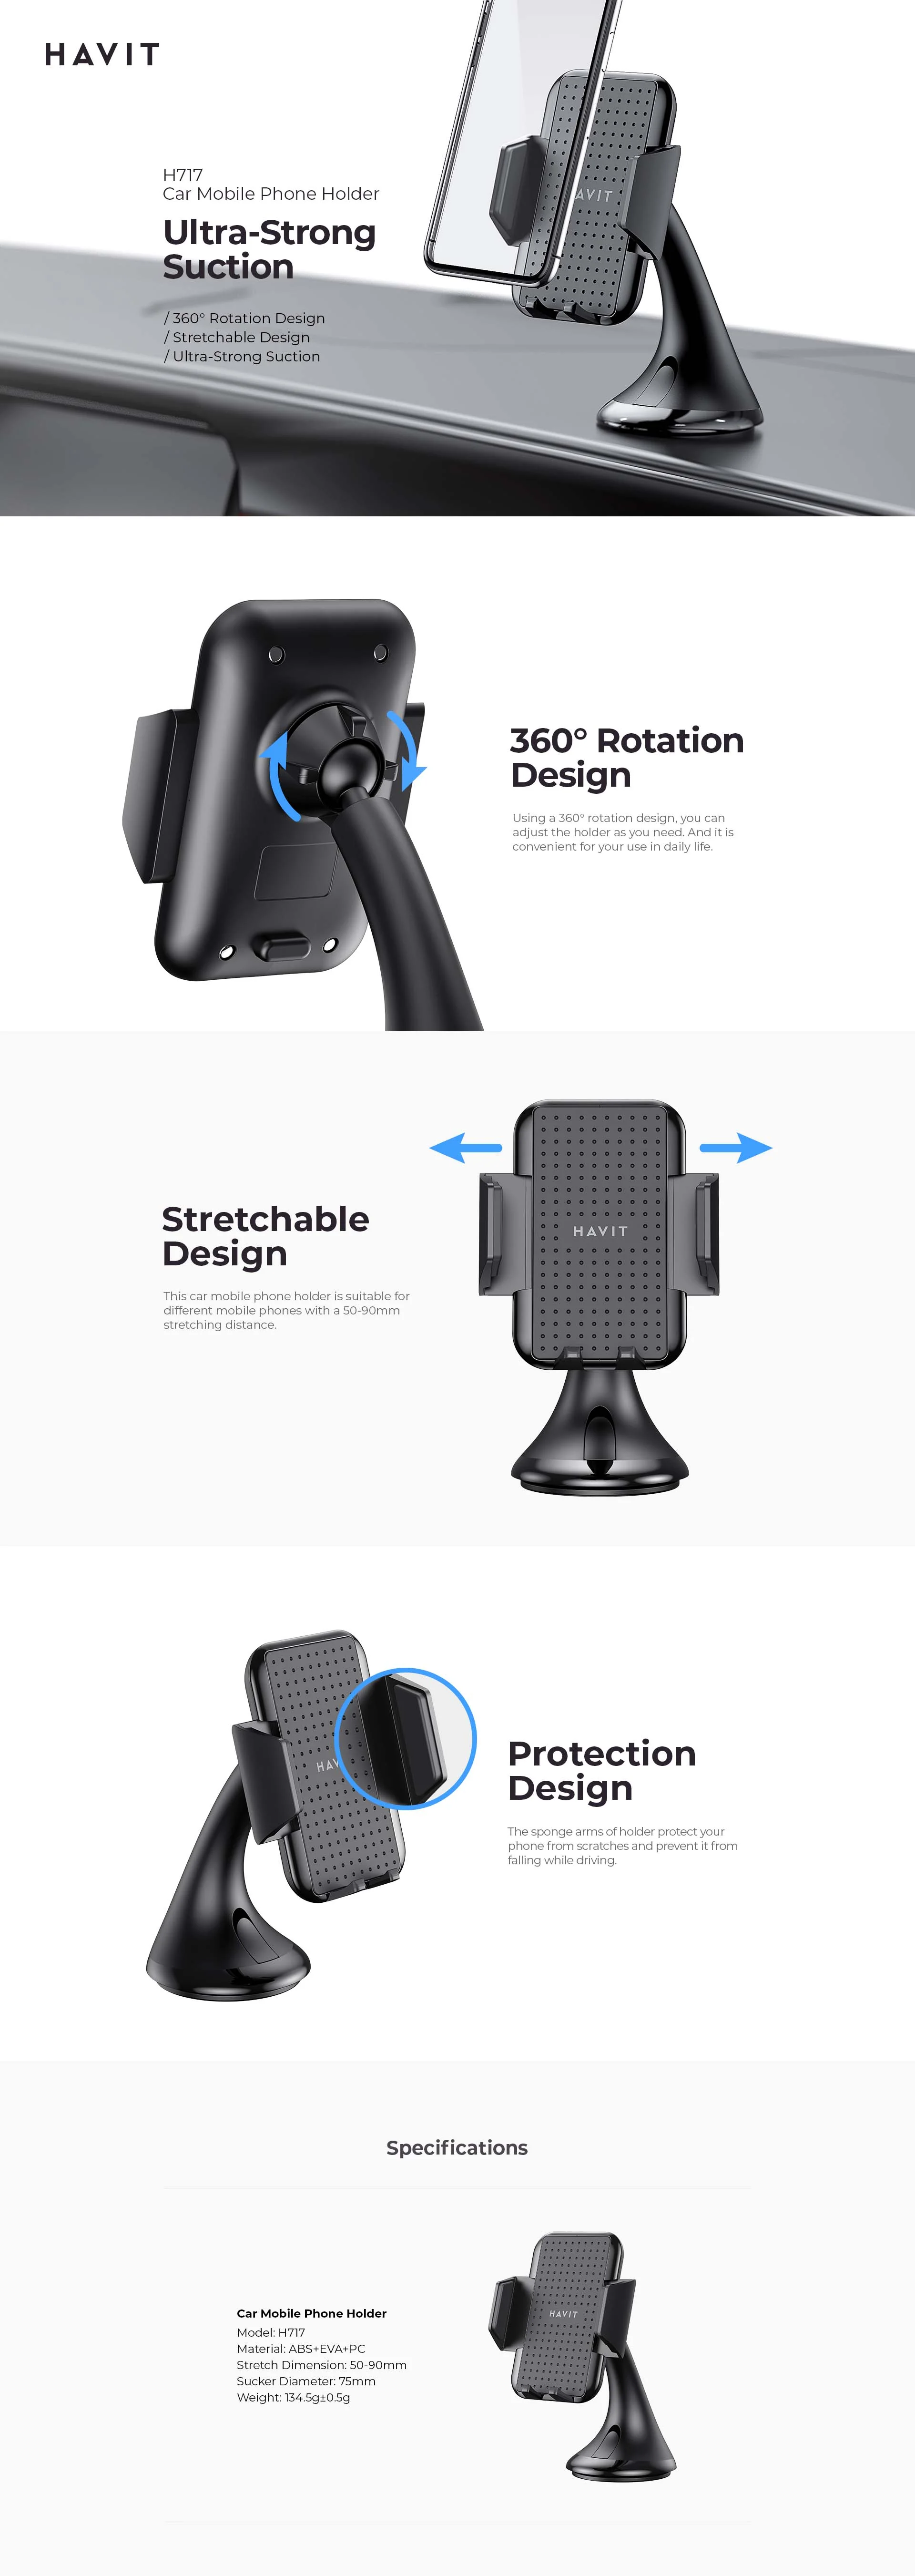 HAVIT
H717
Car Mobile Phone Holder
Ultra-Strong
Suction
/ 360° Rotation Design
/ Stretchable Design
/ Ultra-Strong Suction
AVIT
360° Rotation
Design
Using a 360° rotation design, you can
adjust the holder as you need. And it is
convenient for your use in daily life.
Stretchable
Design
This car mobile phone holder is suitable for
different mobile phones with a 50-90mm
stretching distance.
HAVIT
HAV
Protection
Design
The sponge arms of holder protect your
phone from scratches and prevent it from
falling while driving.
Specifications
Car Mobile Phone Holder
Model: H717
Material: ABS+EVA+PC
Stretch Dimension: 50-90mm
Sucker Diameter: 75mm
Weight: 134.5g±0.5g
HAVIT